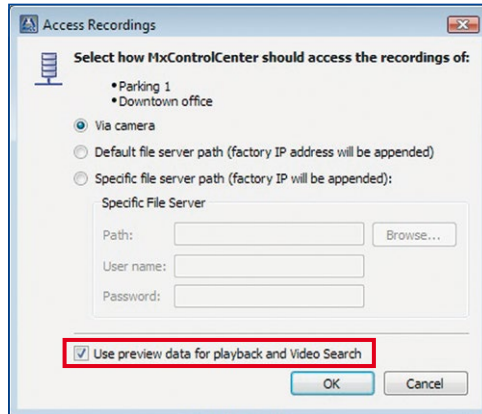 Access Recordings
Select how MxControlCenter should access the recordings of:
•Parking 1
•Downtown office
Via camera
Default file server path (factory IP address will be appended)
Specific file server path (factory IP will be appended):
Specific File Server
Path:
Browse...
User name:
Password:
Use preview data for playback and Video Search
OK
Cancel